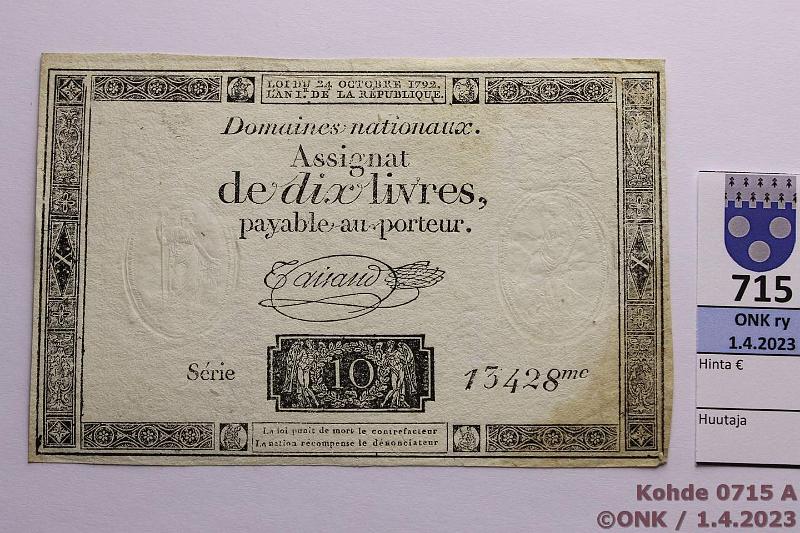 LOI DU 24 OCTOBRE 1792.
L'AN I.er DE LA RÉPUBLIQUE.
Domaines nationaux.
Assignat
de dix livres,
payable au porteur.
Taisaud
Série
10
13428me
La loi punit de mort le contrefacteur
La nation récompense le dénonciateur
715
ONK ry
1.4.2023
Hinta €
Huutaja
Kohde 0715 A
©ONK / 1.4.2023